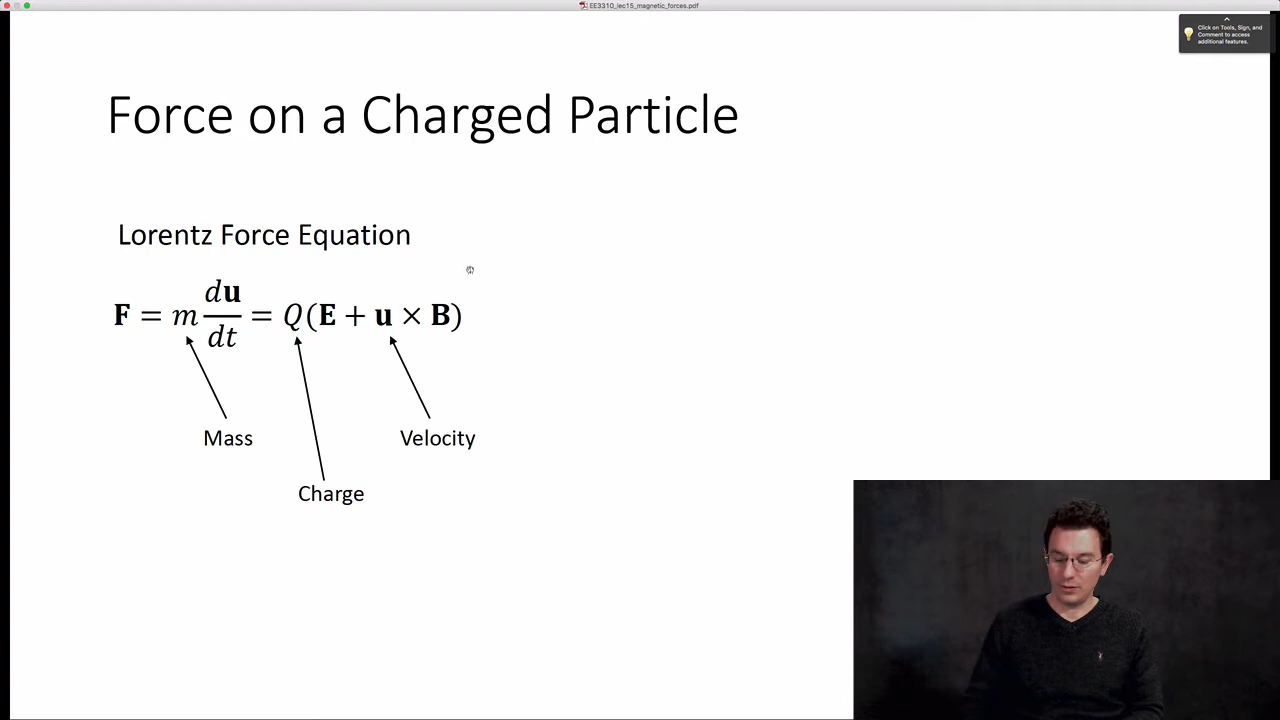 EE3310_lec15_magnetic_forces.pdf
Click on Tools, Sign, and
Comment to access
additional features.
Force on a Charged Particle
Lorentz Force Equation
𝐅 = m d𝐮/dt = Q(𝐄 + 𝐮 × 𝐁)
Mass
Velocity
Charge